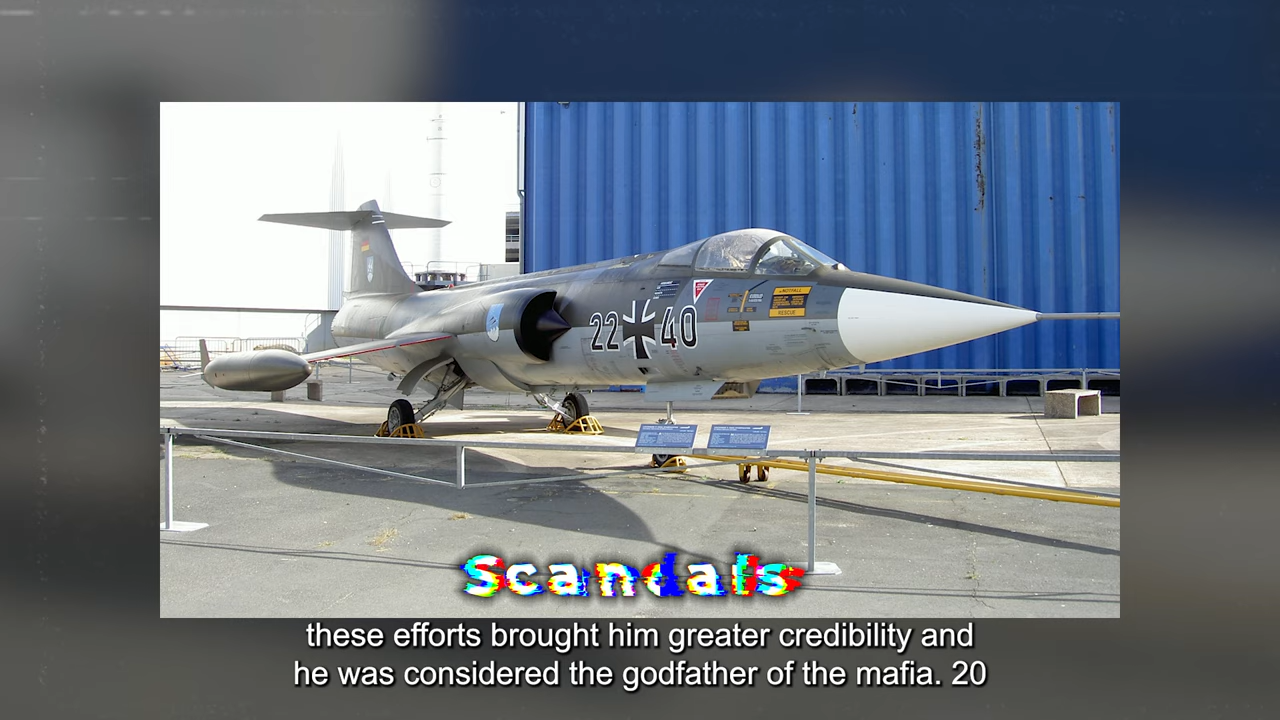 22 40
NOTFALL
RESCUE
Scandals
these efforts brought him greater credibility and
he was considered the godfather of the mafia. 20